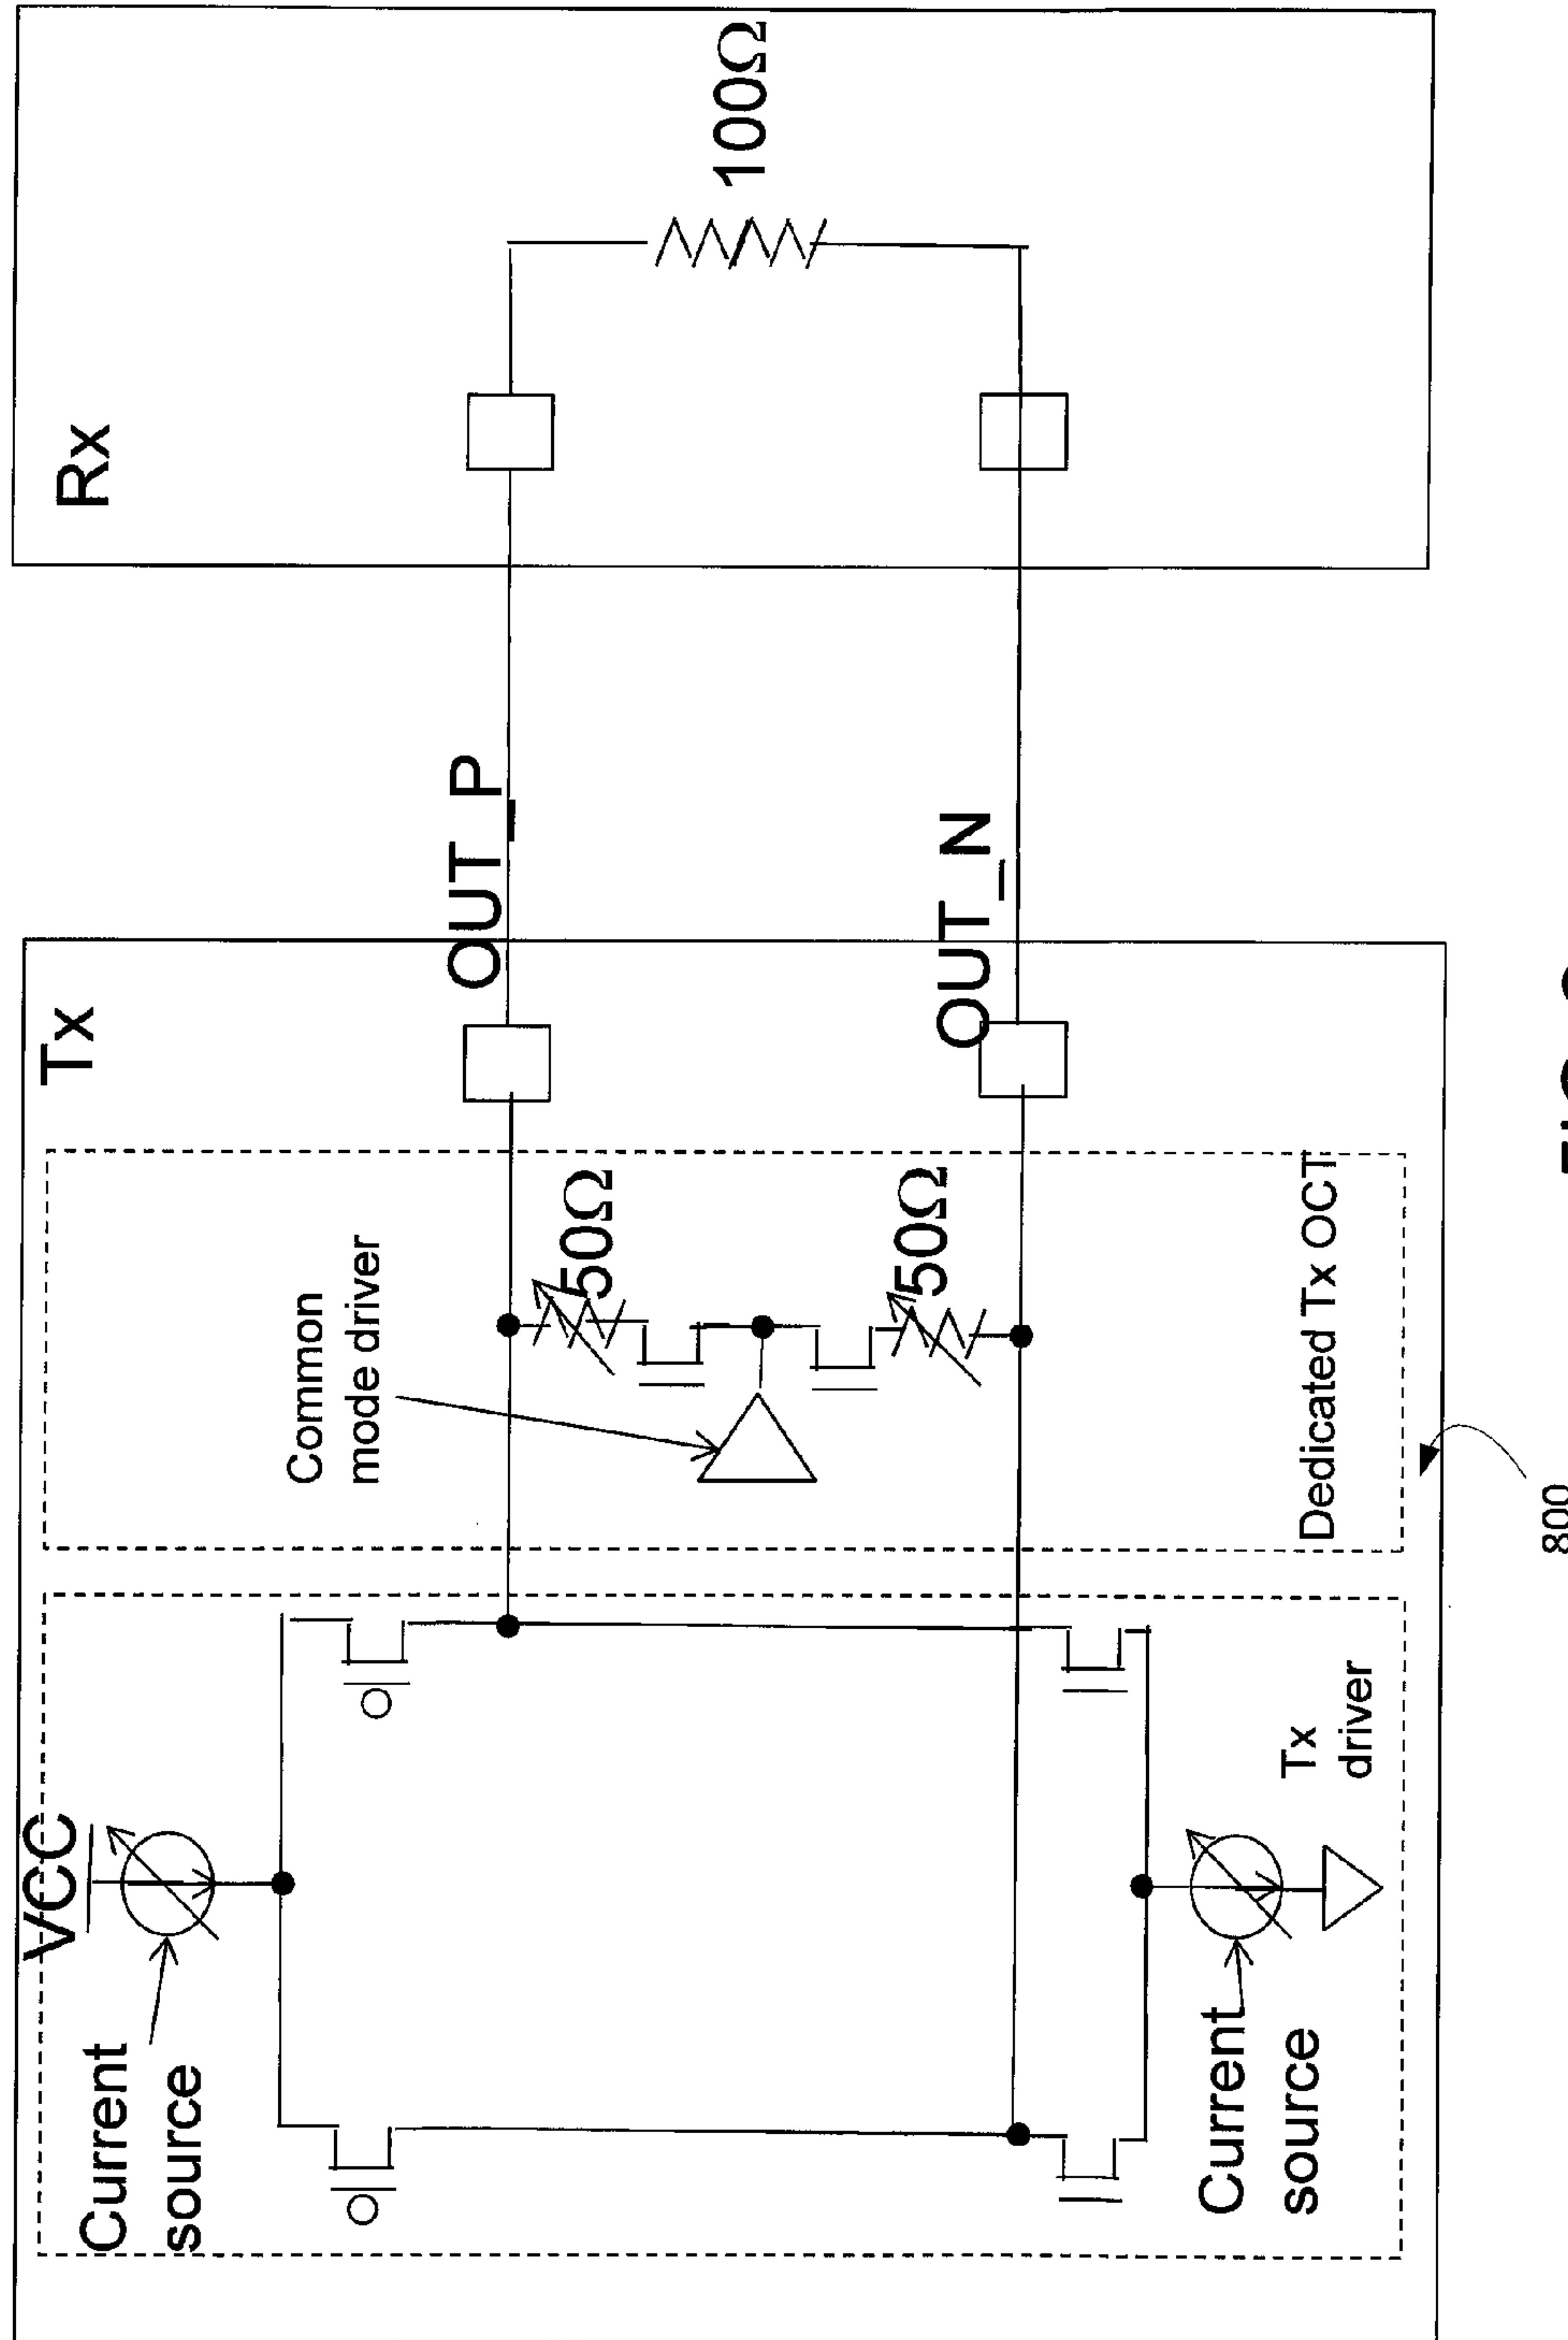 VCC
Current
source
Current
source
Tx
driver
Common
mode driver
50Ω
50Ω
Dedicated Tx OCT
Tx
OUT_P
OUT_N
Rx
100Ω
800